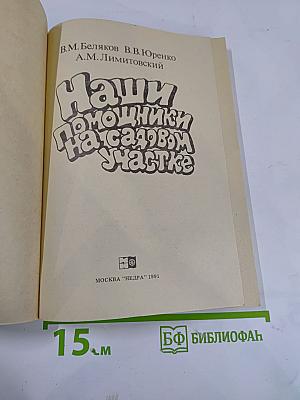 В.М.Беляков В.В.Юренко
А.М.Лимитовский
Наши
помощники
на садовом
участке
МОСКВА "НЕДРА" 1991
15 см
БФ БИБЛИОФАН